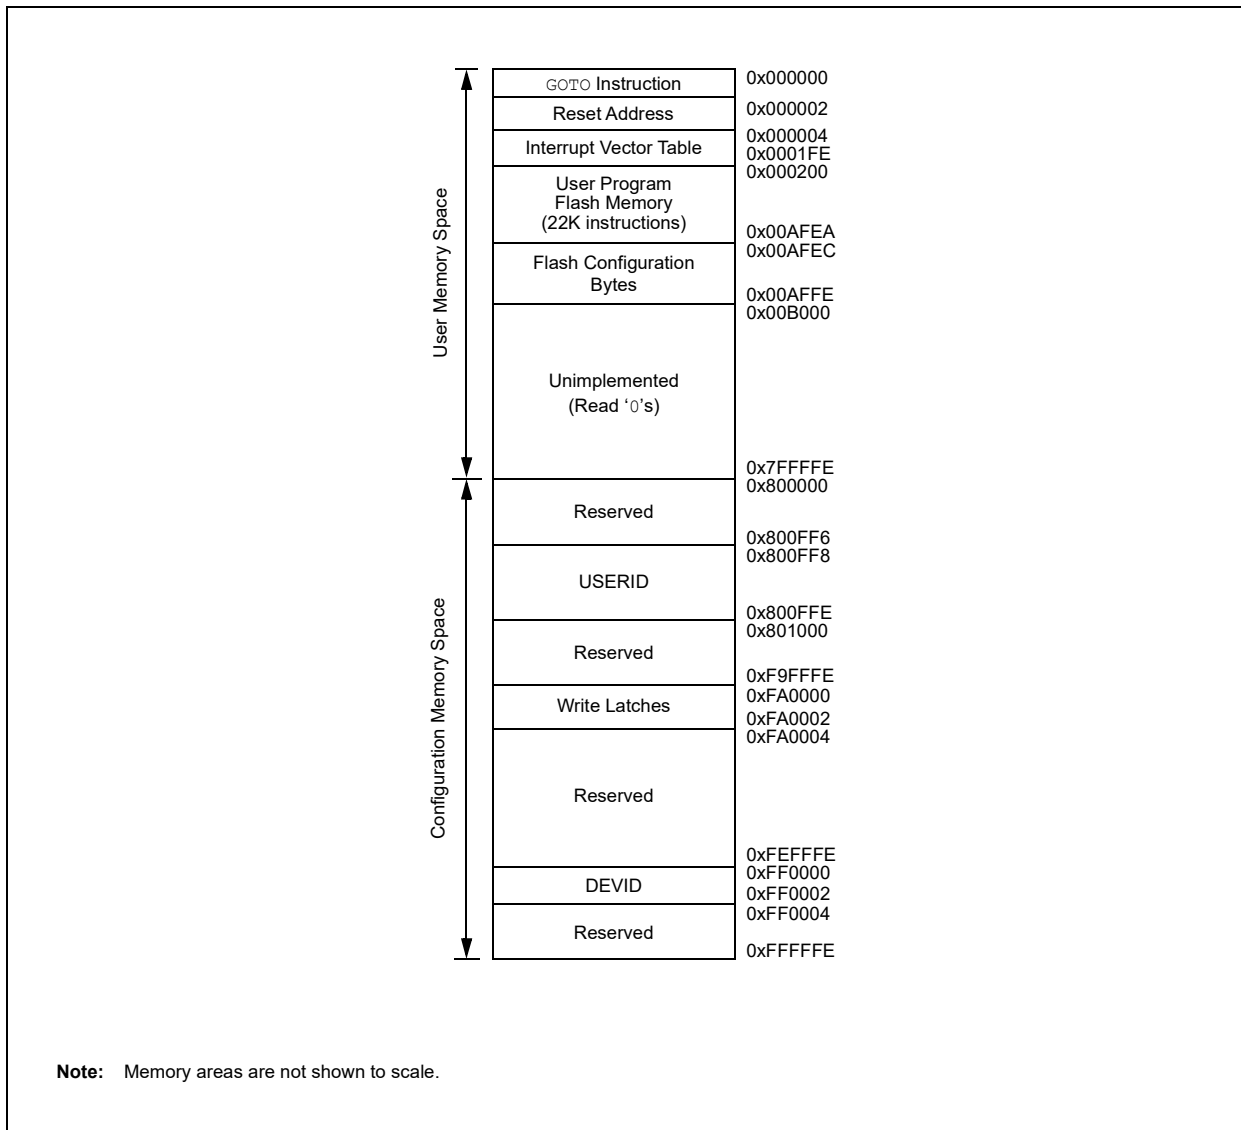 GOTO Instruction
0x000000
Reset Address
0x000002
Interrupt Vector Table
0x000004
0x0001FE
User Program
Flash Memory
(22K instructions)
0x000200
0x00AFEA
Flash Configuration
Bytes
0x00AFEC
0x00AFFE
Unimplemented
(Read ‘0’s)
0x00B000
0x7FFFFE
User Memory Space
Reserved
0x800000
0x800FF6
USERID
0x800FF8
0x800FFE
Reserved
0x801000
0xF9FFFE
Write Latches
0xFA0000
0xFA0002
Reserved
0xFA0004
0xFEFFFE
DEVID
0xFF0000
0xFF0002
Reserved
0xFF0004
0xFFFFFE
Configuration Memory Space
Note: Memory areas are not shown to scale.